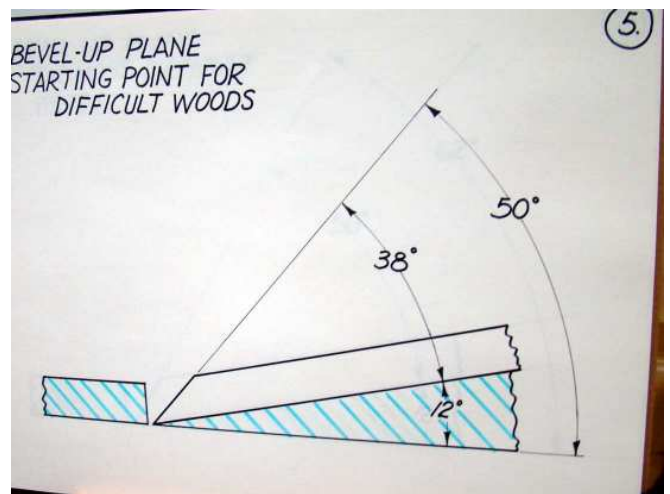 5.
BEVEL-UP PLANE
STARTING POINT FOR
DIFFICULT WOODS
50°
38°
12°